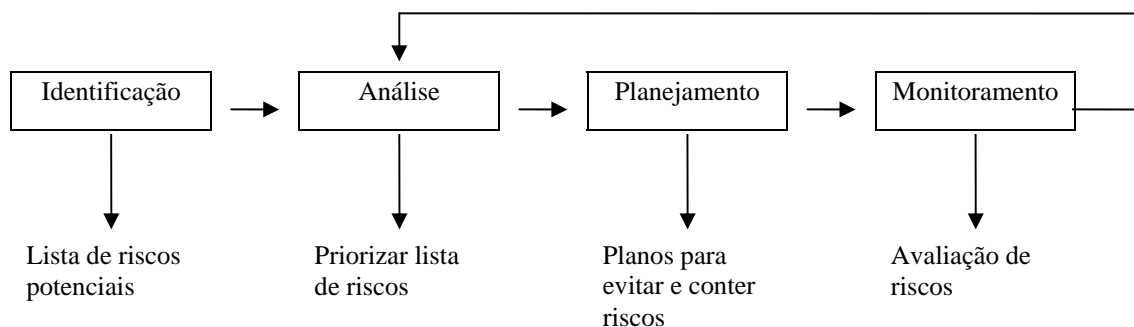 Identificação
Análise
Planejamento
Monitoramento
Lista de riscos
potenciais
Priorizar lista
de riscos
Planos para
evitar e conter
riscos
Avaliação de
riscos